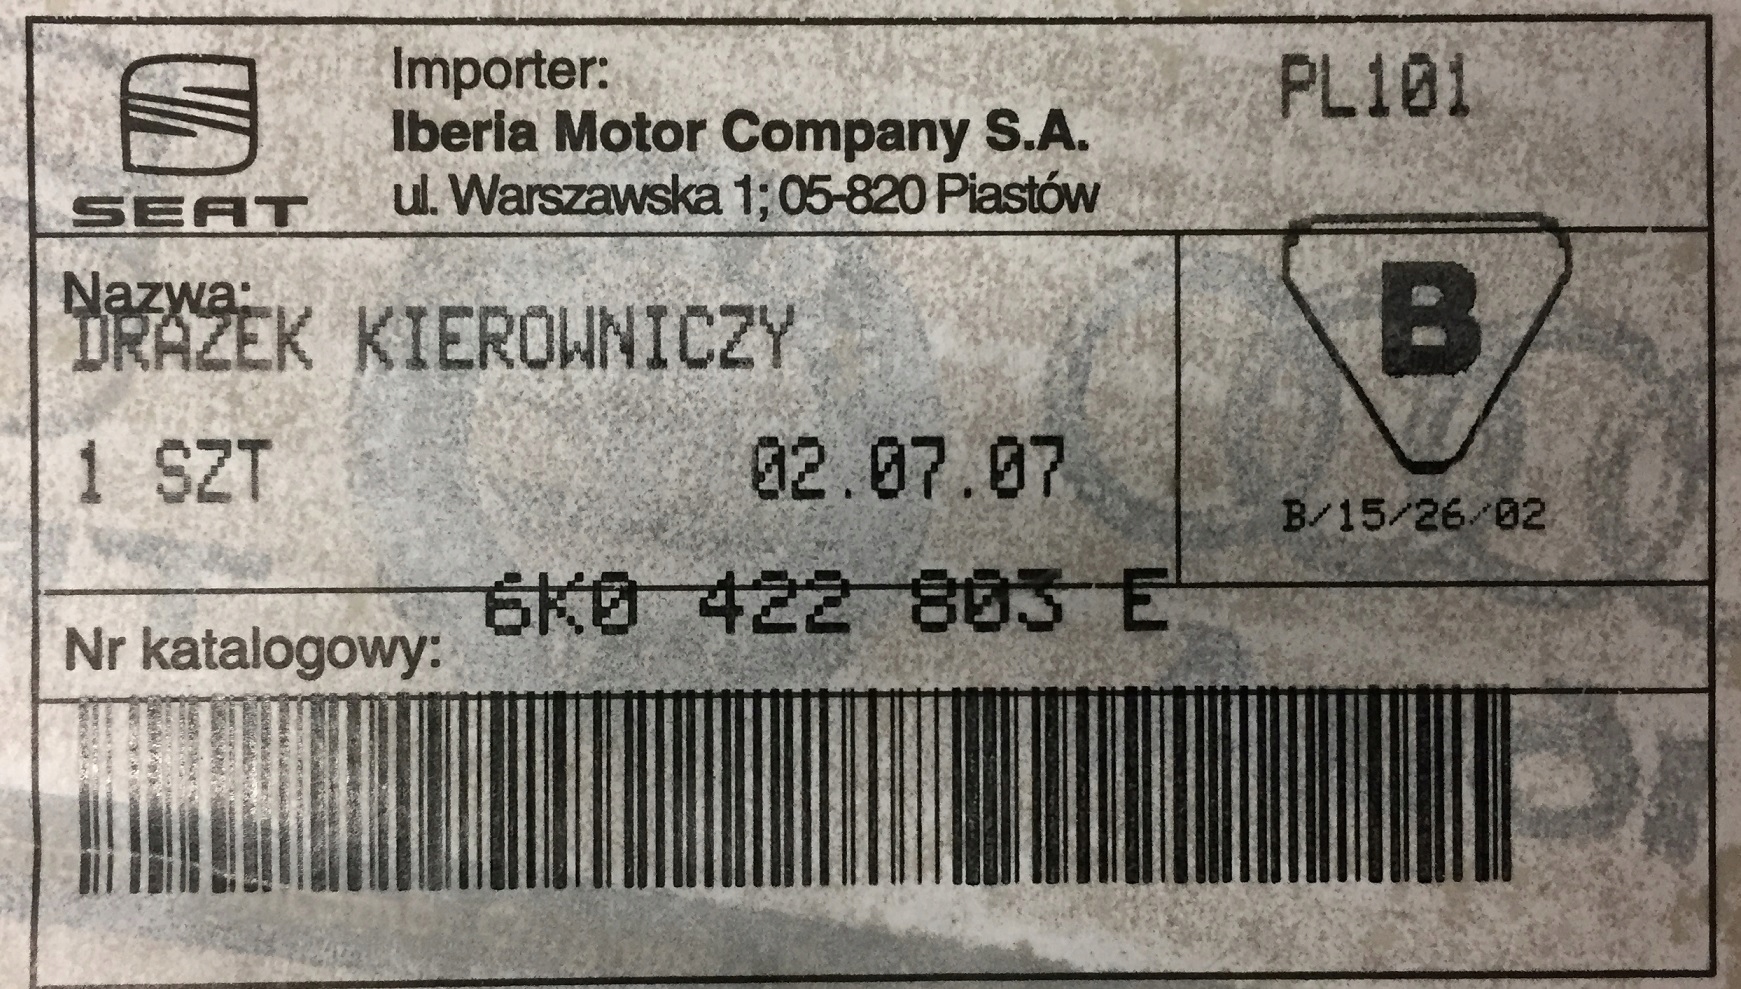 SEAT
Importer:
Iberia Motor Company S.A.
ul. Warszawska 1; 05-820 Piastów
PL101
Nazwa:
DRAZEK KIEROWNICZY
1 SZT 02.07.07
B
B/15/26/02
6K0 422 803 E
Nr katalogowy: